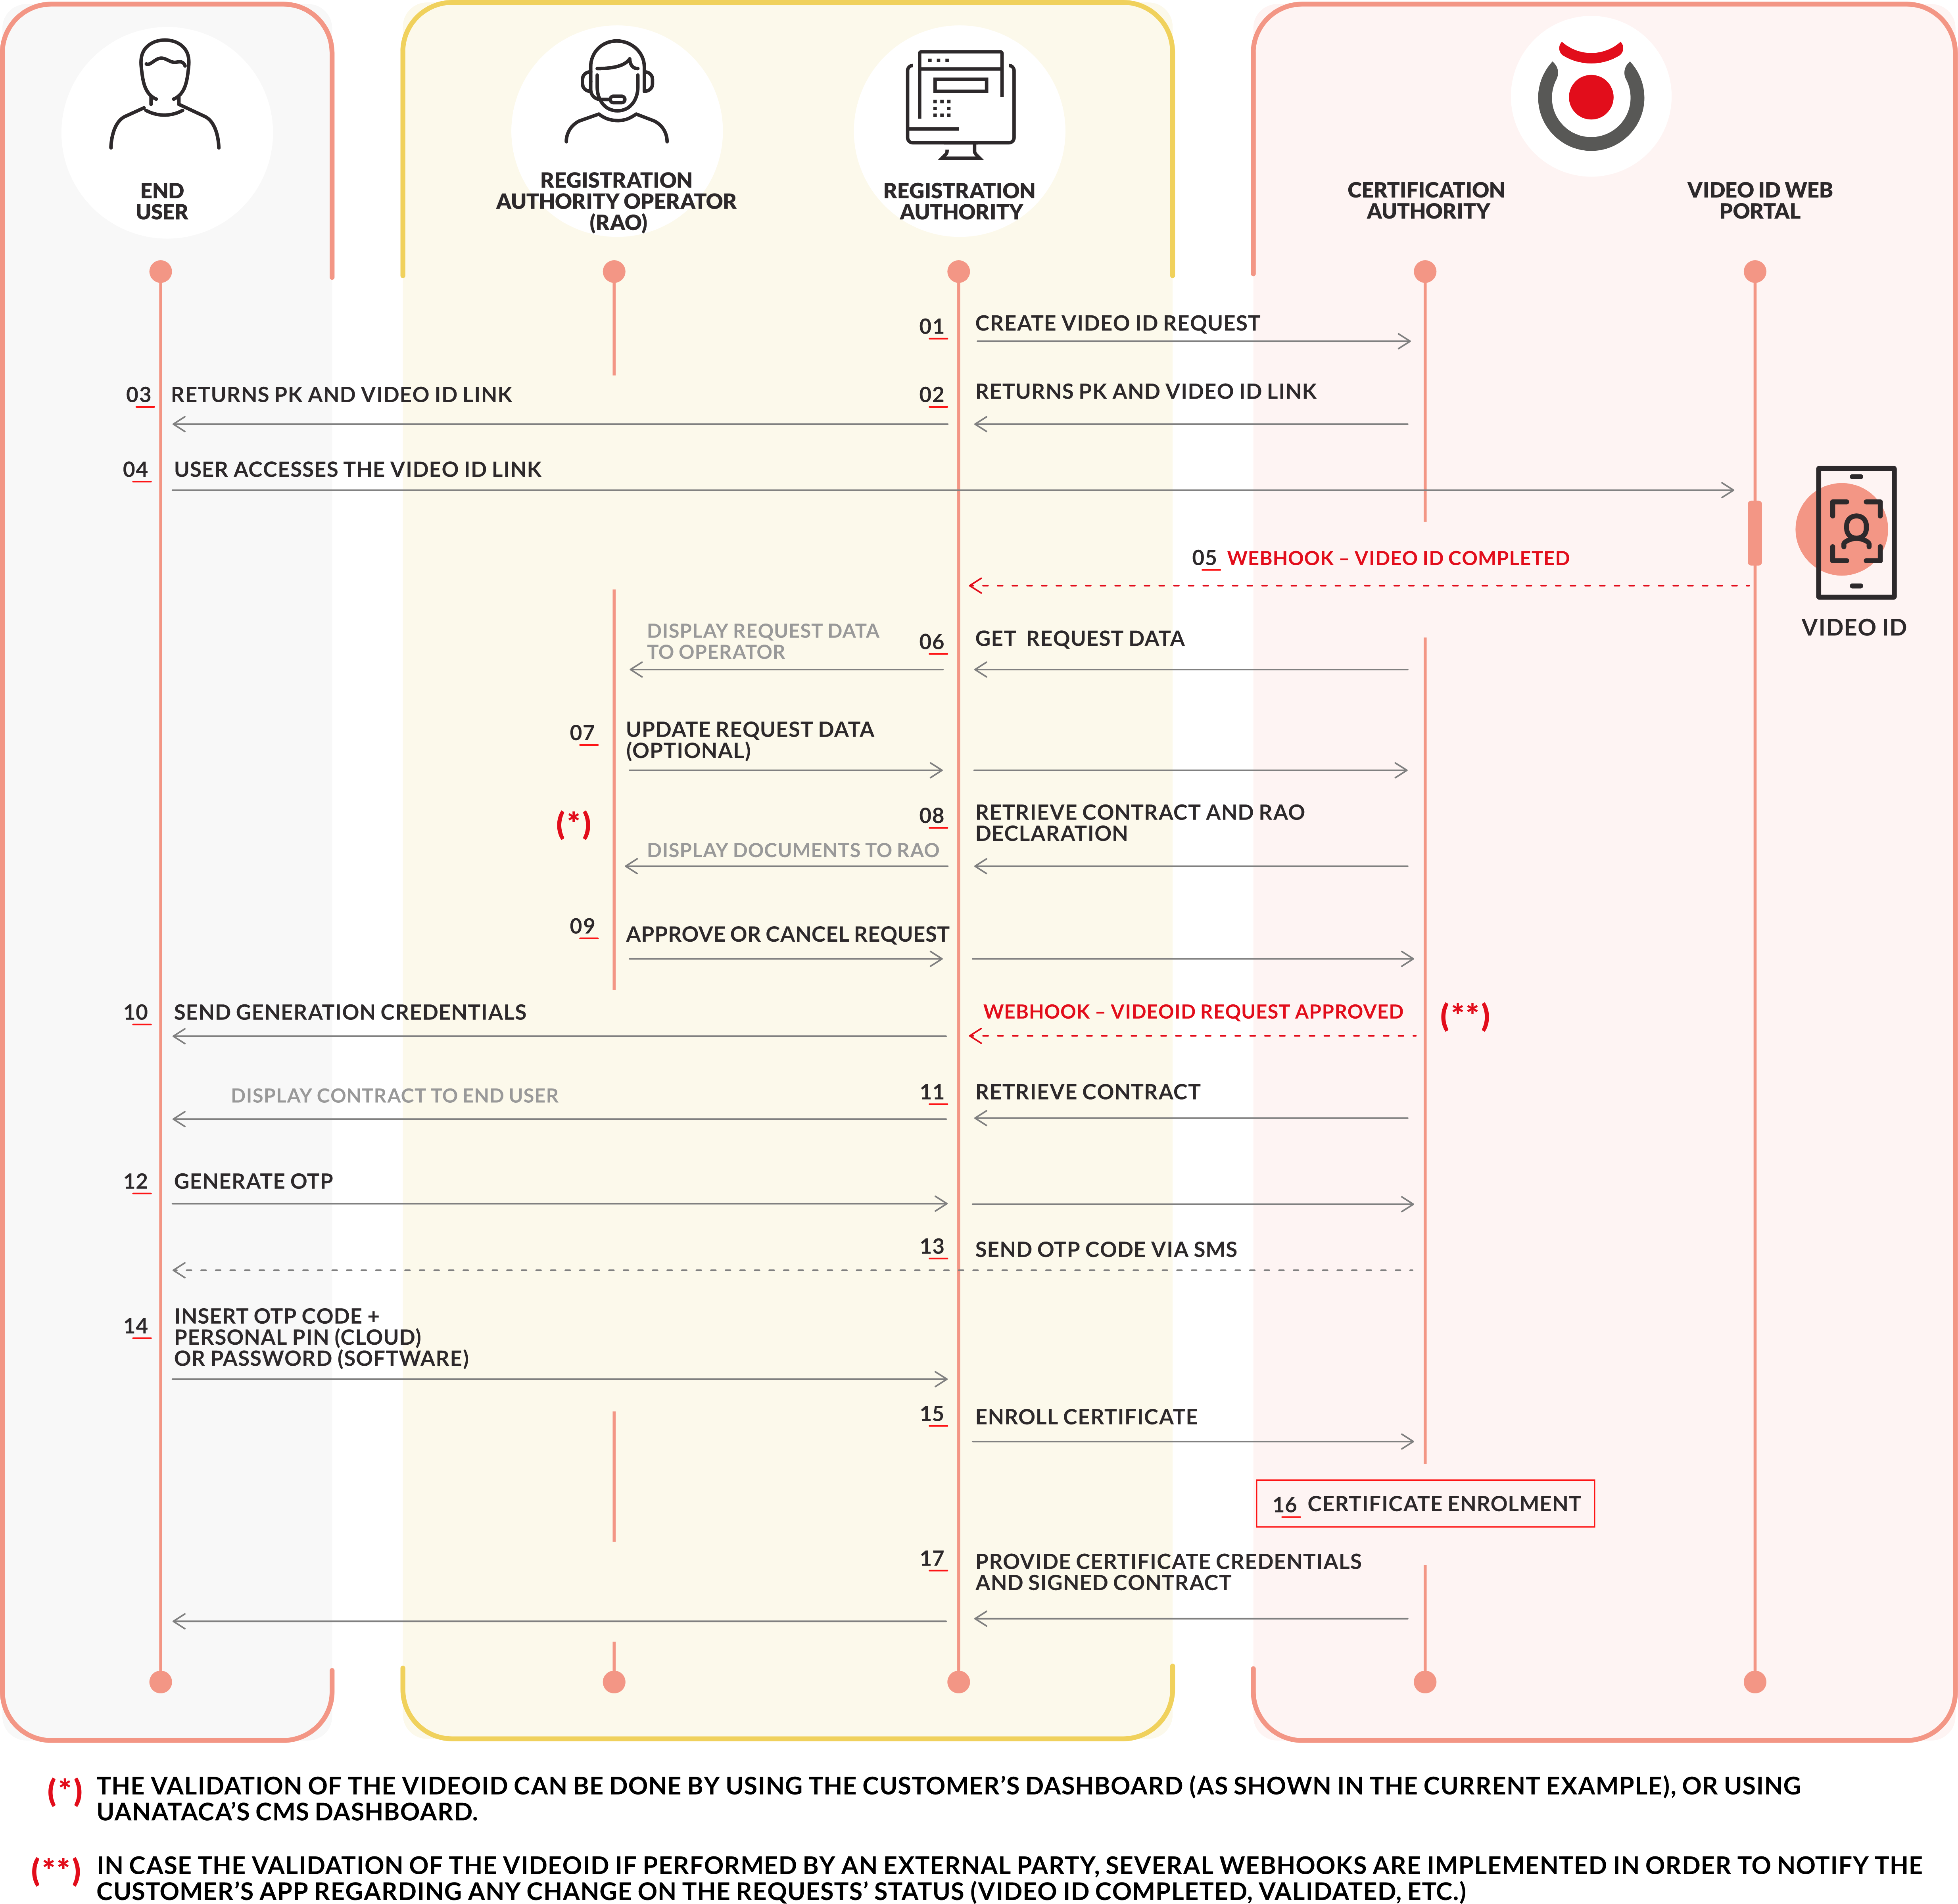 END
USER
REGISTRATION
AUTHORITY OPERATOR
(RAO)
REGISTRATION
AUTHORITY
CERTIFICATION
AUTHORITY
VIDEO ID WEB
PORTAL
01 CREATE VIDEO ID REQUEST
03 RETURNS PK AND VIDEO ID LINK
02 RETURNS PK AND VIDEO ID LINK
04 USER ACCESSES THE VIDEO ID LINK
05 WEBHOOK – VIDEO ID COMPLETED
VIDEO ID
DISPLAY REQUEST DATA
TO OPERATOR
06 GET REQUEST DATA
07 UPDATE REQUEST DATA
(OPTIONAL)
(*)
08 RETRIEVE CONTRACT AND RAO
DECLARATION
DISPLAY DOCUMENTS TO RAO
09 APPROVE OR CANCEL REQUEST
10 SEND GENERATION CREDENTIALS
WEBHOOK – VIDEOID REQUEST APPROVED (**)
DISPLAY CONTRACT TO END USER
11 RETRIEVE CONTRACT
12 GENERATE OTP
13 SEND OTP CODE VIA SMS
14 INSERT OTP CODE +
PERSONAL PIN (CLOUD)
OR PASSWORD (SOFTWARE)
15 ENROLL CERTIFICATE
16 CERTIFICATE ENROLMENT
17 PROVIDE CERTIFICATE CREDENTIALS
AND SIGNED CONTRACT
(*) THE VALIDATION OF THE VIDEOID CAN BE DONE BY USING THE CUSTOMER'S DASHBOARD (AS SHOWN IN THE CURRENT EXAMPLE), OR USING
UANATACA'S CMS DASHBOARD.
(**) IN CASE THE VALIDATION OF THE VIDEOID IF PERFORMED BY AN EXTERNAL PARTY, SEVERAL WEBHOOKS ARE IMPLEMENTED IN ORDER TO NOTIFY THE
CUSTOMER'S APP REGARDING ANY CHANGE ON THE REQUESTS' STATUS (VIDEO ID COMPLETED, VALIDATED, ETC.)